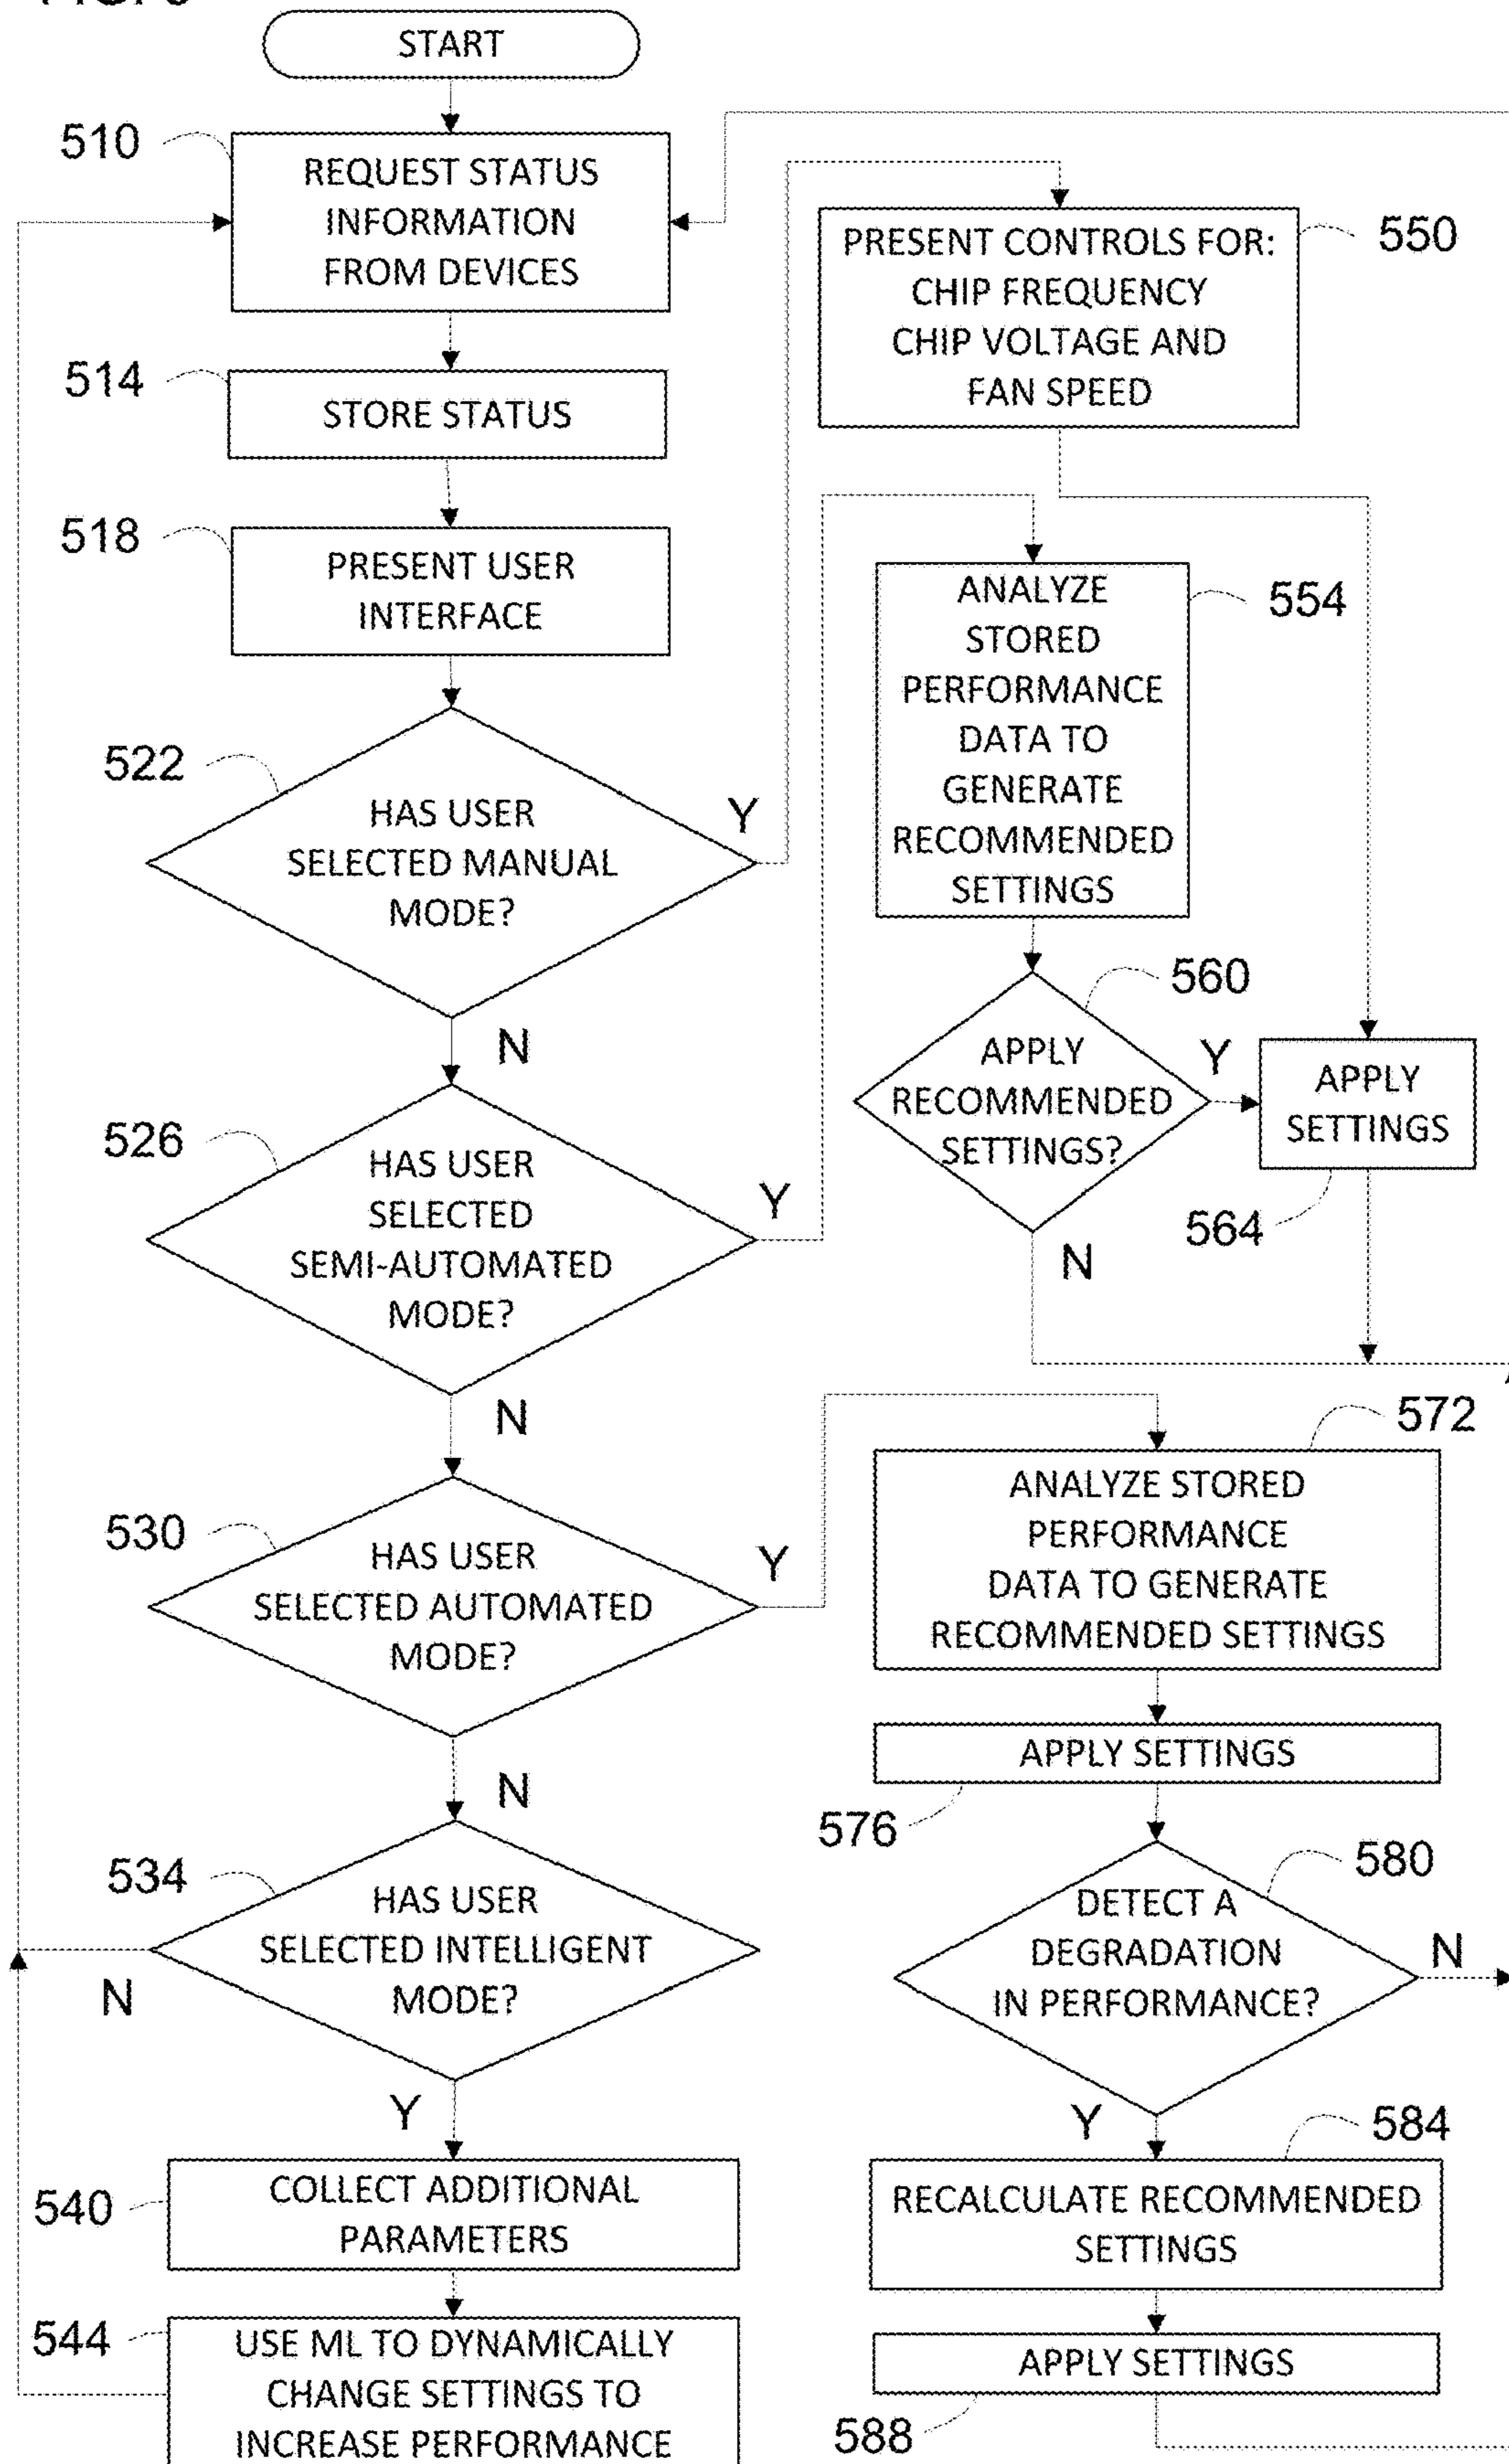 START
510
REQUEST STATUS
INFORMATION
FROM DEVICES
514
STORE STATUS
518
PRESENT USER
INTERFACE
522
HAS USER
SELECTED MANUAL
MODE?
Y
N
526
HAS USER
SELECTED
SEMI-AUTOMATED
MODE?
Y
N
530
HAS USER
SELECTED AUTOMATED
MODE?
Y
N
534
HAS USER
SELECTED INTELLIGENT
MODE?
N
Y
540
COLLECT ADDITIONAL
PARAMETERS
544
USE ML TO DYNAMICALLY
CHANGE SETTINGS TO
INCREASE PERFORMANCE
550
PRESENT CONTROLS FOR:
CHIP FREQUENCY
CHIP VOLTAGE AND
FAN SPEED
554
ANALYZE
STORED
PERFORMANCE
DATA TO
GENERATE
RECOMMENDED
SETTINGS
560
APPLY
RECOMMENDED
SETTINGS?
Y
N
APPLY
SETTINGS
564
572
ANALYZE STORED
PERFORMANCE
DATA TO GENERATE
RECOMMENDED SETTINGS
APPLY SETTINGS
576
580
DETECT A
DEGRADATION
IN PERFORMANCE?
N
Y
584
RECALCULATE RECOMMENDED
SETTINGS
APPLY SETTINGS
588